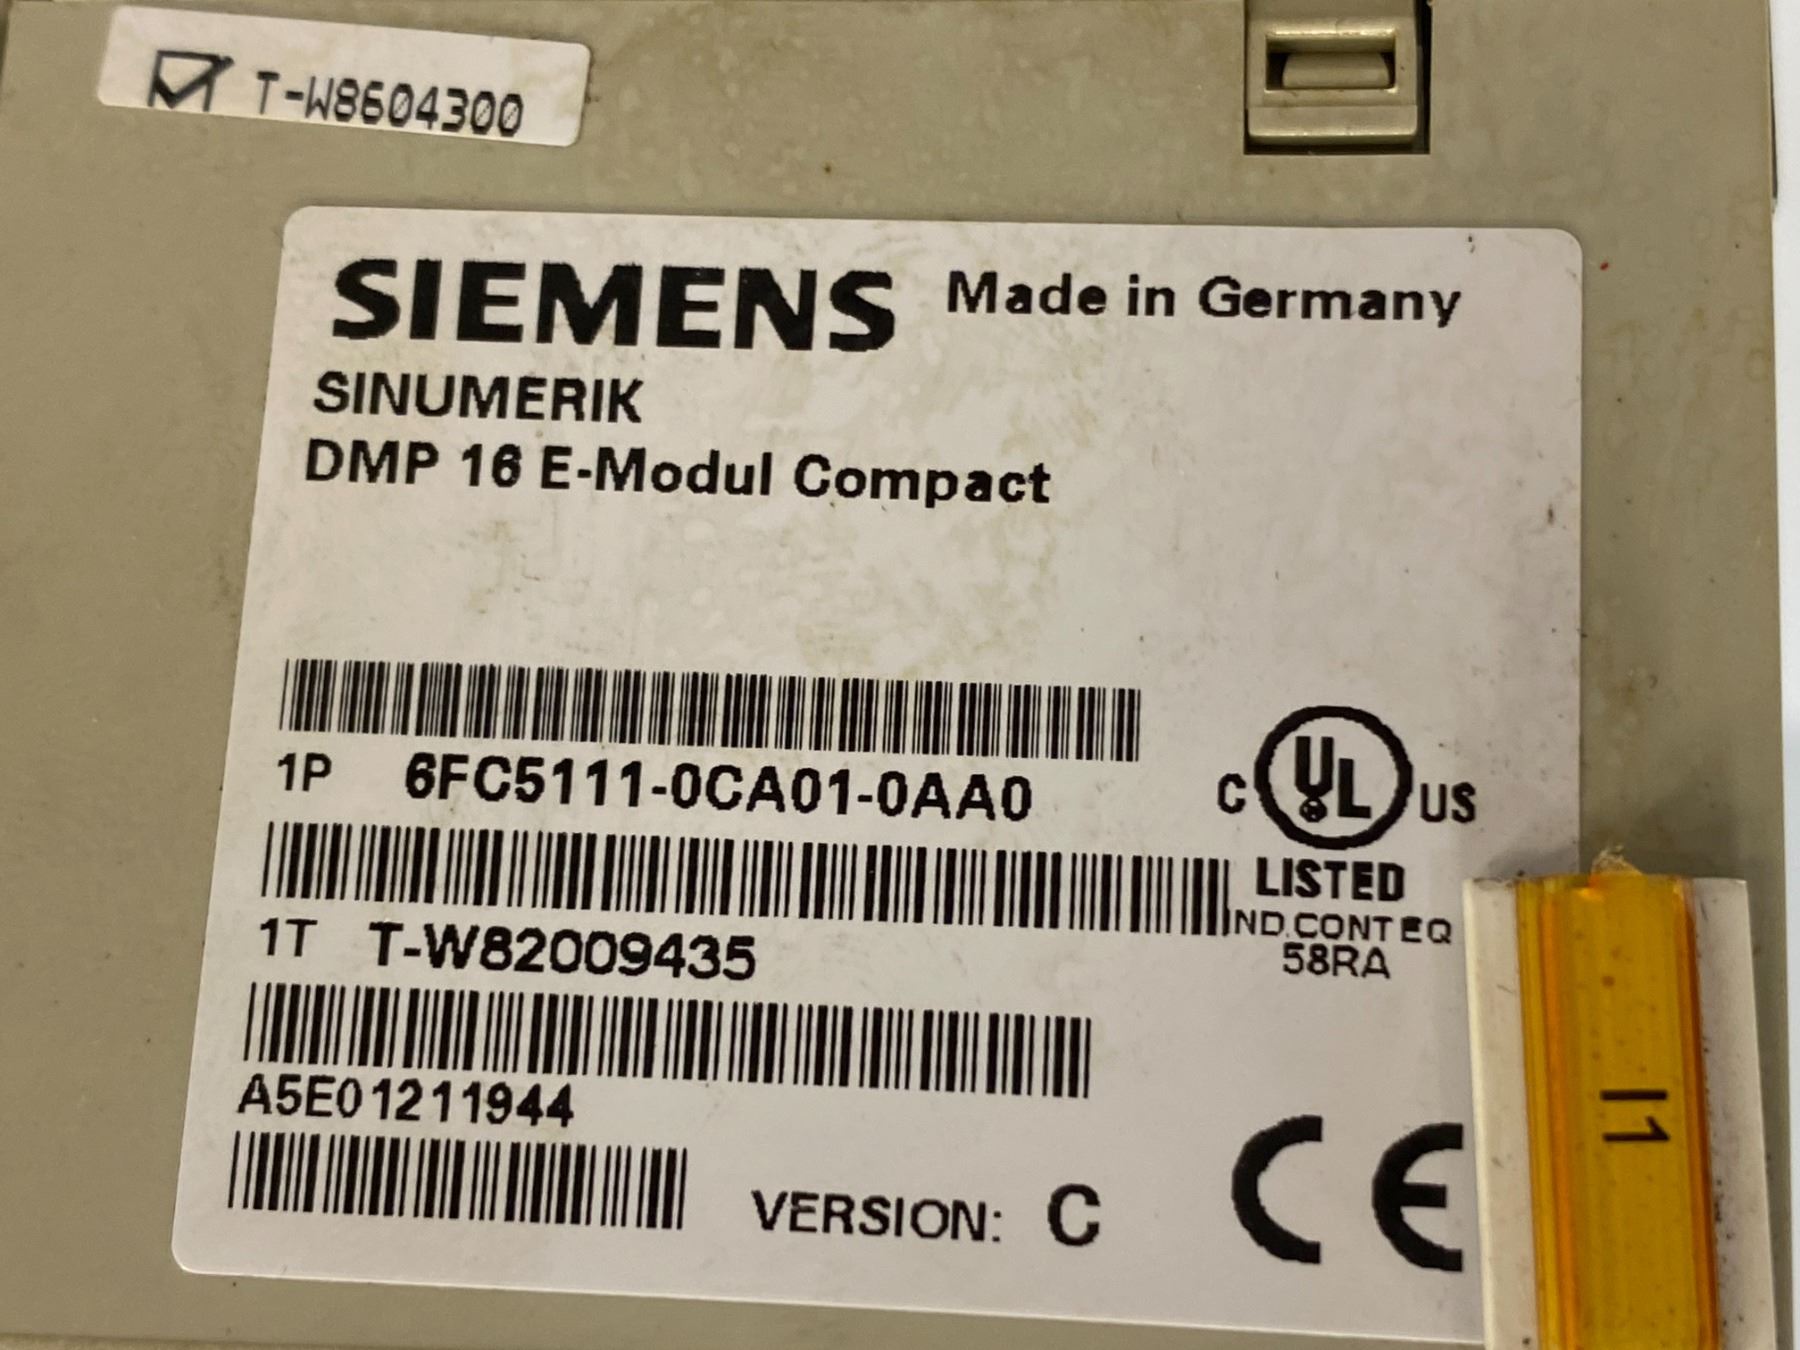 T-W8604300
SIEMENS Made in Germany
SINUMERIK
DMP 16 E-Modul Compact
1P 6FC5111-0CA01-0AA0
C UL US
LISTED
IND.CONT EQ
58RA
1T T-W82009435
A5E01211944
VERSION: C
CE
I1